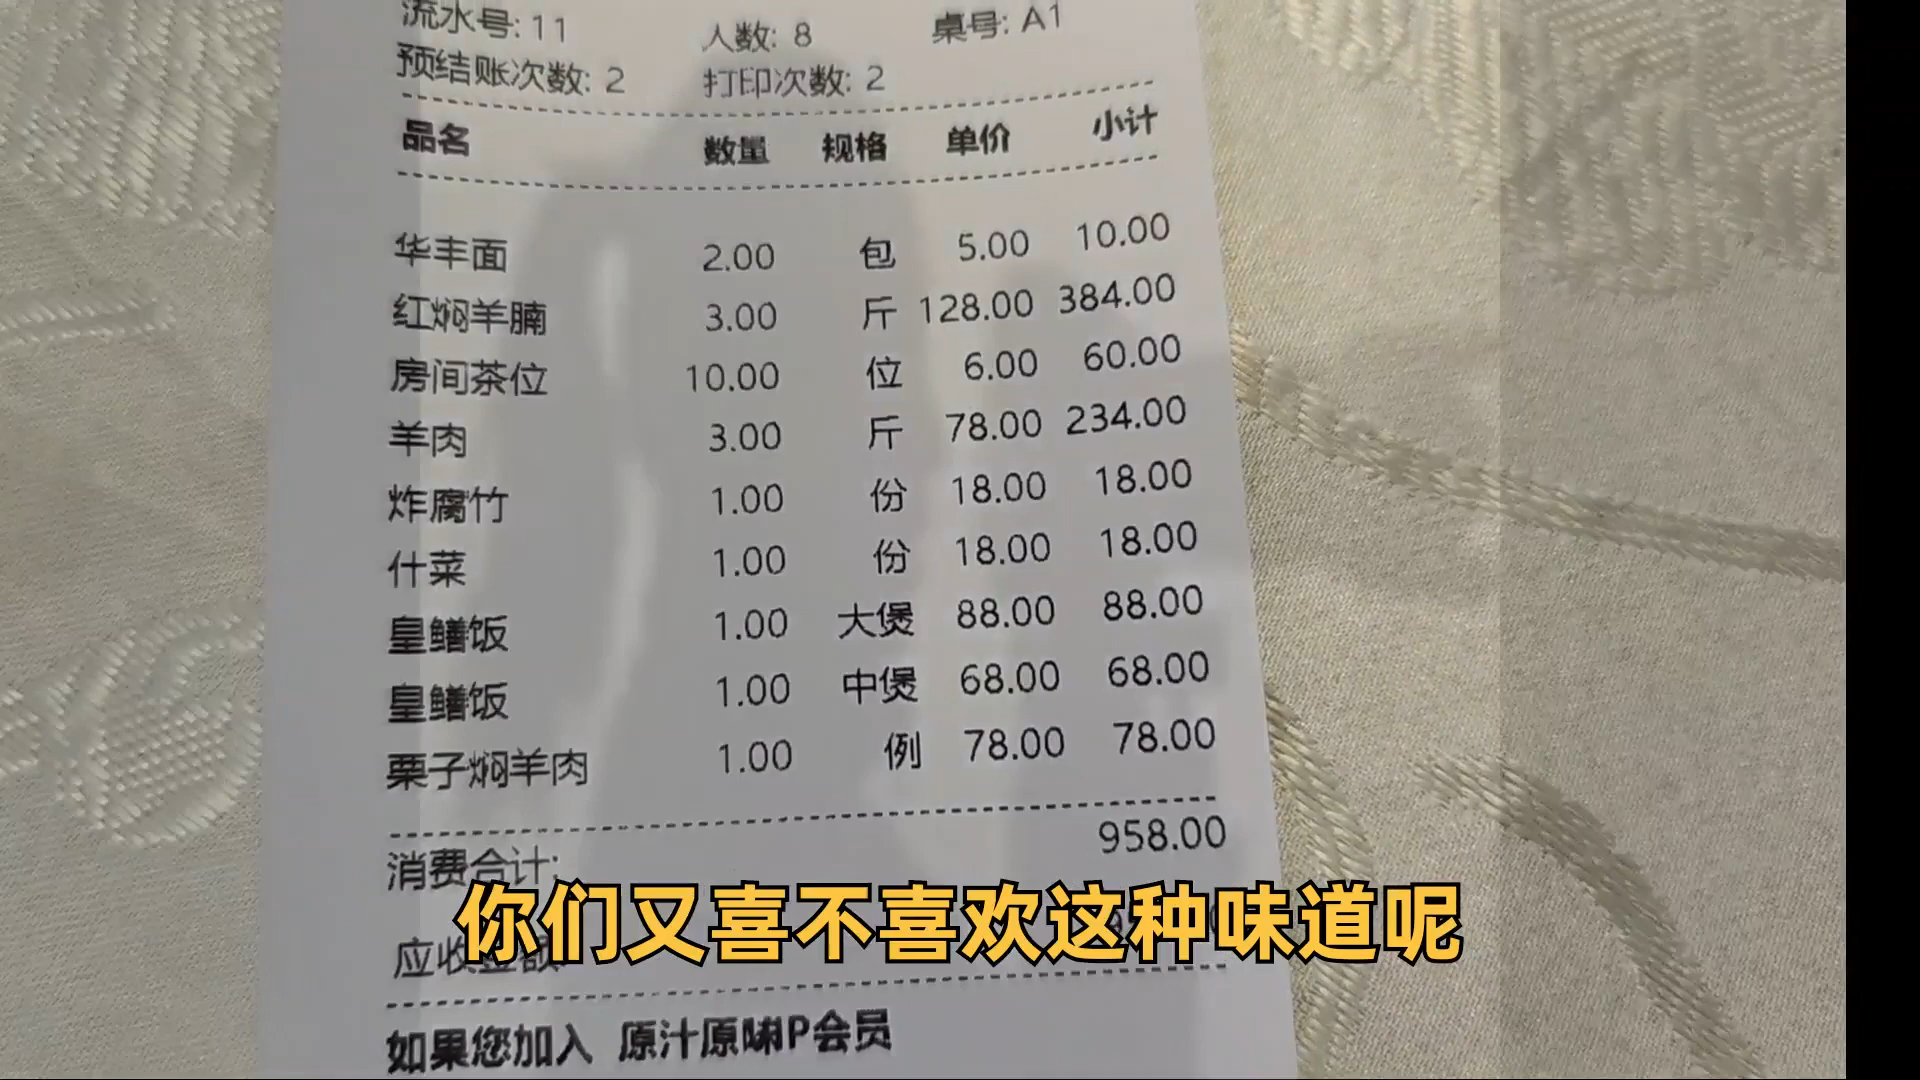 流水号: 11 人数: 8 桌号: A1
预结账次数: 2 打印次数: 2
品名 数量 规格 单价 小计
华丰面 2.00 包 5.00 10.00
红焖羊腩 3.00 斤 128.00 384.00
房间茶位 10.00 位 6.00 60.00
羊肉 3.00 斤 78.00 234.00
炸腐竹 1.00 份 18.00 18.00
什菜 1.00 份 18.00 18.00
皇鳝饭 1.00 大煲 88.00 88.00
皇鳝饭 1.00 中煲 68.00 68.00
栗子焖羊肉 1.00 例 78.00 78.00
消费合计: 958.00
应收金额:
你们又喜不喜欢这种味道呢
如果您加入 原汁原味P会员